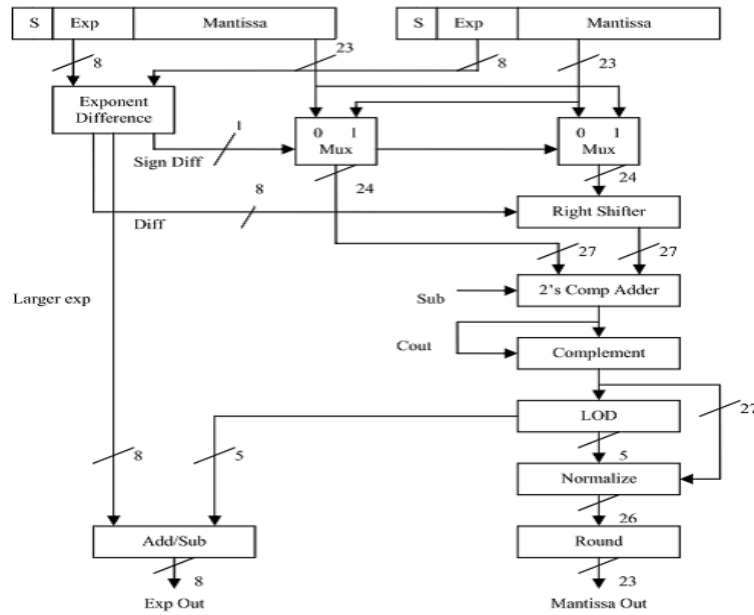 S Exp Mantissa S Exp Mantissa
8 23 8 23
Exponent
Difference
1
0 1
Mux
0 1
Mux
Sign Diff
24
24
8
Right Shifter
Diff
27
27
Larger exp
2's Comp Adder
Sub
Cout
Complement
27
LOD
8
5
5
Normalize
26
Add/Sub
Round
8
23
Exp Out
Mantissa Out